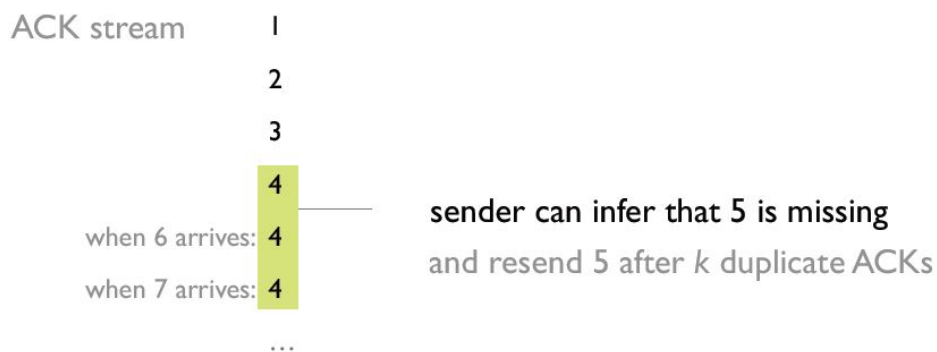 ACK stream 1
2
3
4
sender can infer that 5 is missing
when 6 arrives: 4
and resend 5 after k duplicate ACKs
when 7 arrives: 4
...